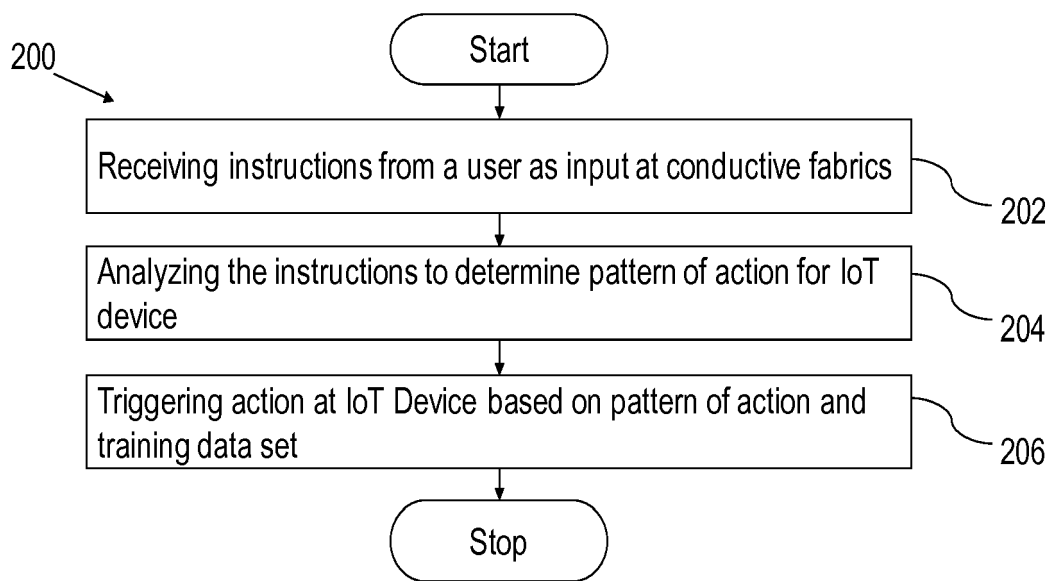 Start
200
Receiving instructions from a user as input at conductive fabrics
202
Analyzing the instructions to determine pattern of action for IoT
device
204
Triggering action at IoT Device based on pattern of action and
training data set
206
Stop